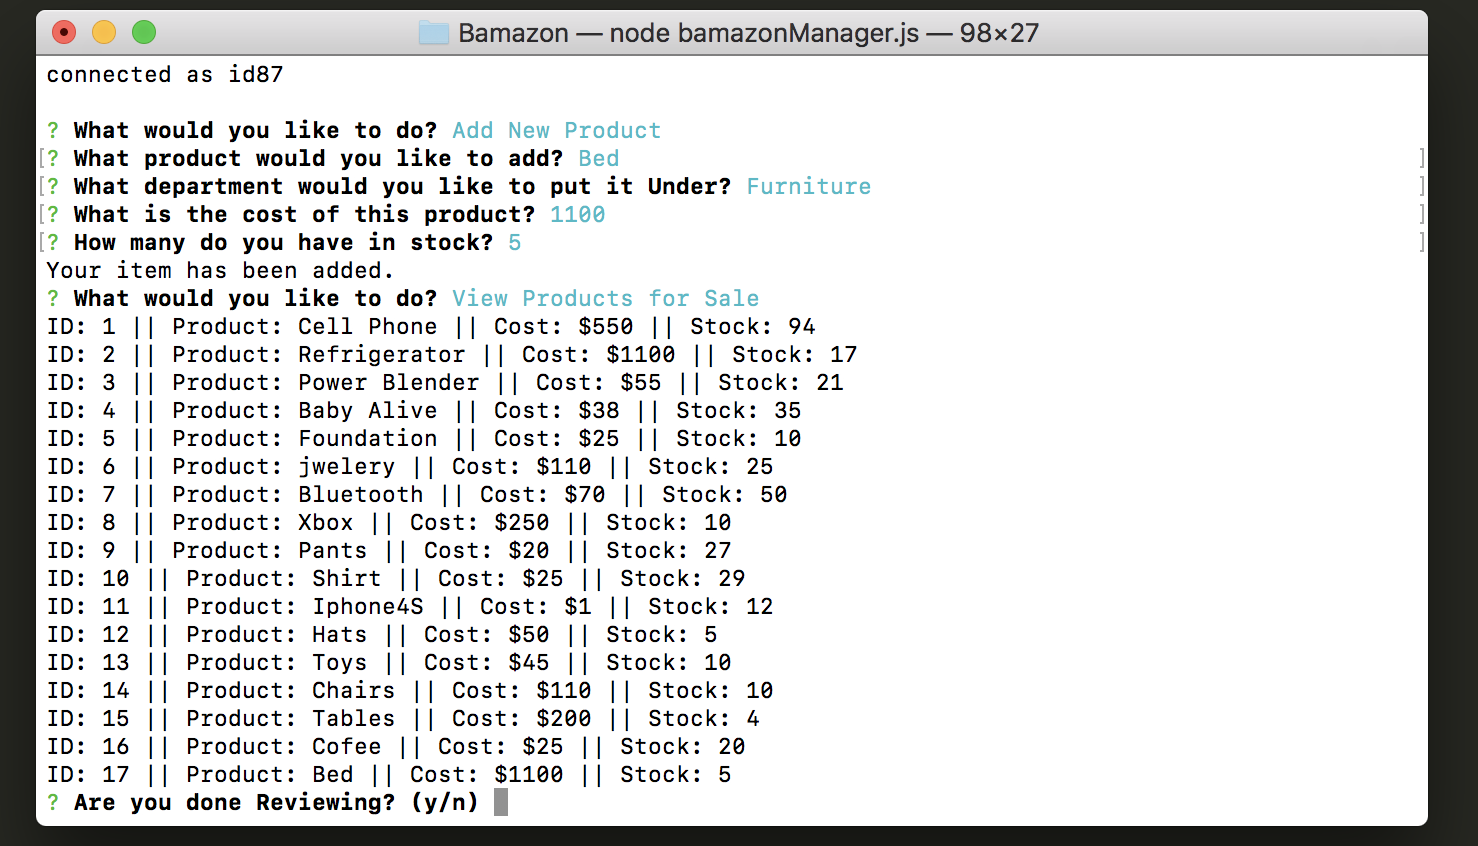 Bamazon — node bamazonManager.js — 98×27
connected as id87
? What would you like to do? Add New Product
[? What product would you like to add? Bed ]
[? What department would you like to put it Under? Furniture ]
[? What is the cost of this product? 1100 ]
[? How many do you have in stock? 5 ]
Your item has been added.
? What would you like to do? View Products for Sale
ID: 1 || Product: Cell Phone || Cost: $550 || Stock: 94
ID: 2 || Product: Refrigerator || Cost: $1100 || Stock: 17
ID: 3 || Product: Power Blender || Cost: $55 || Stock: 21
ID: 4 || Product: Baby Alive || Cost: $38 || Stock: 35
ID: 5 || Product: Foundation || Cost: $25 || Stock: 10
ID: 6 || Product: jwelery || Cost: $110 || Stock: 25
ID: 7 || Product: Bluetooth || Cost: $70 || Stock: 50
ID: 8 || Product: Xbox || Cost: $250 || Stock: 10
ID: 9 || Product: Pants || Cost: $20 || Stock: 27
ID: 10 || Product: Shirt || Cost: $25 || Stock: 29
ID: 11 || Product: Iphone4S || Cost: $1 || Stock: 12
ID: 12 || Product: Hats || Cost: $50 || Stock: 5
ID: 13 || Product: Toys || Cost: $45 || Stock: 10
ID: 14 || Product: Chairs || Cost: $110 || Stock: 10
ID: 15 || Product: Tables || Cost: $200 || Stock: 4
ID: 16 || Product: Cofee || Cost: $25 || Stock: 20
ID: 17 || Product: Bed || Cost: $1100 || Stock: 5
? Are you done Reviewing? (y/n)